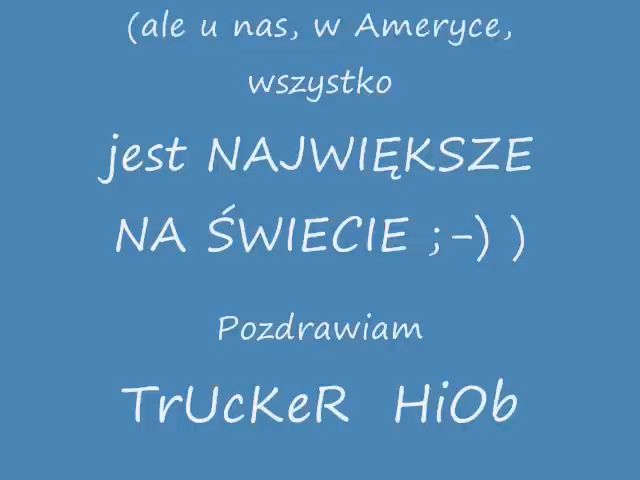 (ale u nas, w Ameryce,
wszystko
jest NAJWIĘKSZE
NA ŚWIECIE ;-) )
Pozdrawiam
TrUcKeR HiOb